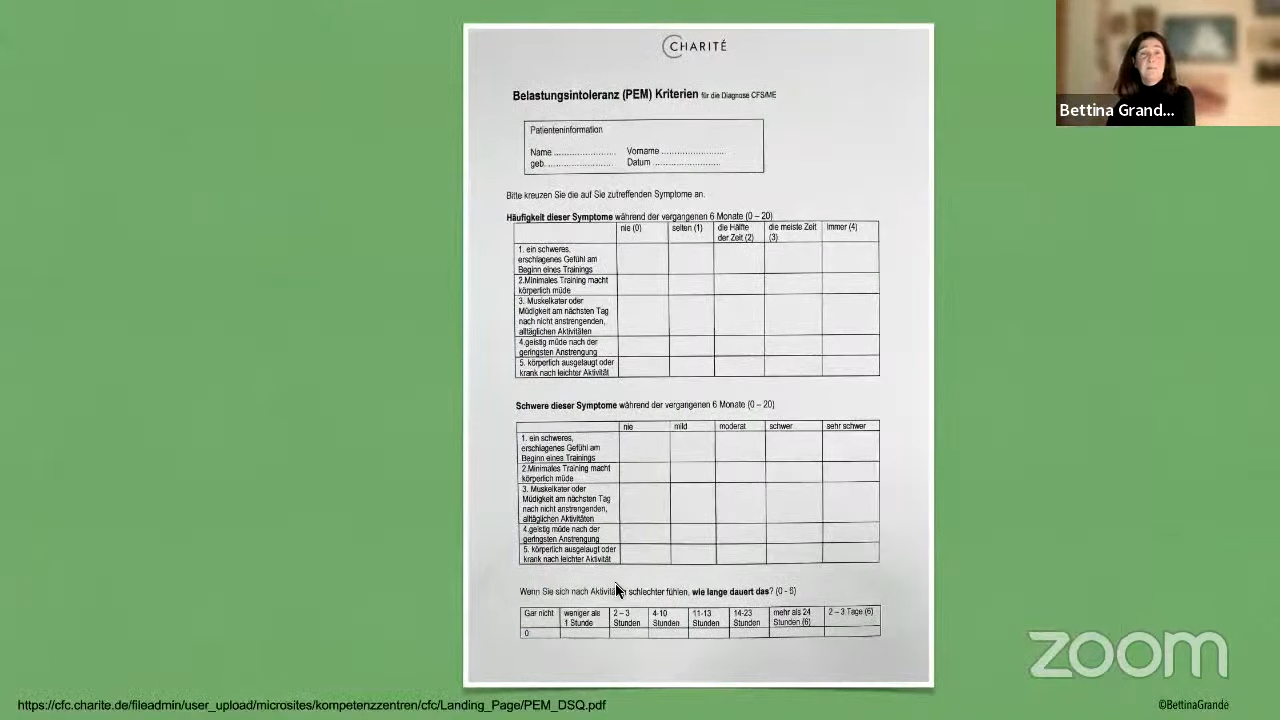 CHARITÉ
Belastungsintoleranz (PEM) Kriterien für die Diagnose CFS/ME
Patienteninformation
Name ..................... Vorname ......................
geb. ..................... Datum ......................
Bitte kreuzen Sie die auf Sie zutreffenden Symptome an.
Häufigkeit dieser Symptome während der vergangenen 6 Monate (0 – 20)
nie (0) selten (1) die Hälfte der Zeit (2) die meiste Zeit (3) immer (4)
1. ein schweres,
erschlagenes Gefühl am
Beginn eines Trainings
2.Minimales Training macht
körperlich müde
3. Muskelkater oder
Müdigkeit am nächsten Tag
nach nicht anstrengenden,
alltäglichen Aktivitäten
4.geistig müde nach der
geringsten Anstrengung
5. körperlich ausgelaugt oder
krank nach leichter Aktivität
Schwere dieser Symptome während der vergangenen 6 Monate (0 – 20)
nie mild moderat schwer sehr schwer
1. ein schweres,
erschlagenes Gefühl am
Beginn eines Trainings
2.Minimales Training macht
körperlich müde
3. Muskelkater oder
Müdigkeit am nächsten Tag
nach nicht anstrengenden,
alltäglichen Aktivitäten
4.geistig müde nach der
geringsten Anstrengung
5. körperlich ausgelaugt oder
krank nach leichter Aktivität
Wenn Sie sich nach schlechter fühlen, wie lange dauert das? (0 - 6)
Gar nicht weniger als 1 Stunde 2 – 3 Stunden 4-10 Stunden 11-13 Stunden 14-23 Stunden mehr als 24 Stunden (6) 2 – 3 Tage (6)
0
Bettina Grand...
zoom
https://cfc.charite.de/fileadmin/user_upload/microsites/kompetenzzentren/cfc/Landing_Page/PEM_DSQ.pdf
©BettinaGrande